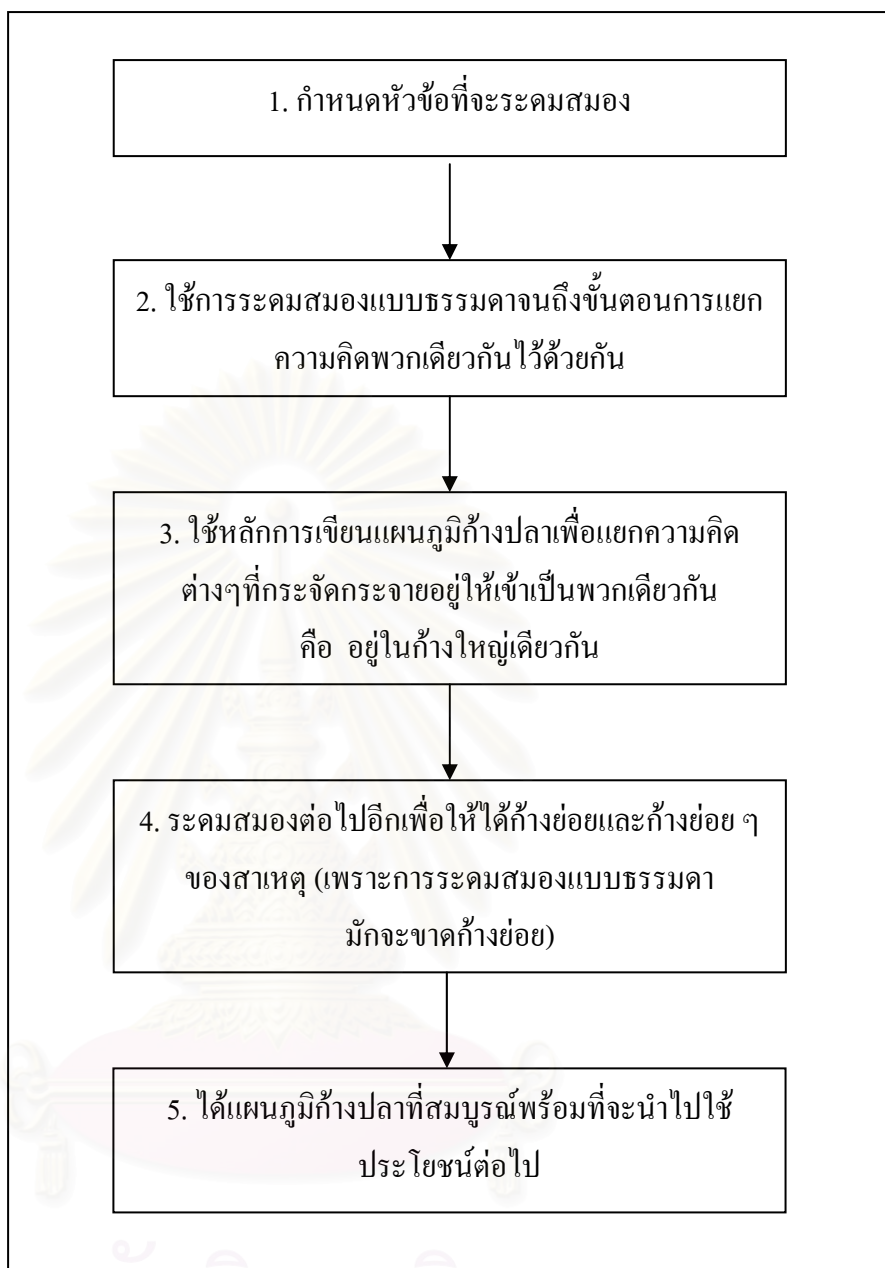 1. กำหนดหัวข้อที่จะระดมสมอง
2. ใช้การระดมสมองแบบธรรมดาจนถึงขั้นตอนการแยก
ความคิดพวกเดียวกันไว้ด้วยกัน
3. ใช้หลักการเขียนแผนภูมิก้างปลาเพื่อแยกความคิด
ต่างๆที่กระจัดกระจายอยู่ให้เข้าเป็นพวกเดียวกัน
คือ อยู่ในก้างใหญ่เดียวกัน
4. ระดมสมองต่อไปอีกเพื่อให้ได้ก้างย่อยและก้างย่อย ๆ
ของสาเหตุ (เพราะการระดมสมองแบบธรรมดา
มักจะขาดก้างย่อย)
5. ได้แผนภูมิก้างปลาที่สมบูรณ์พร้อมที่จะนำไปใช้
ประโยชน์ต่อไป